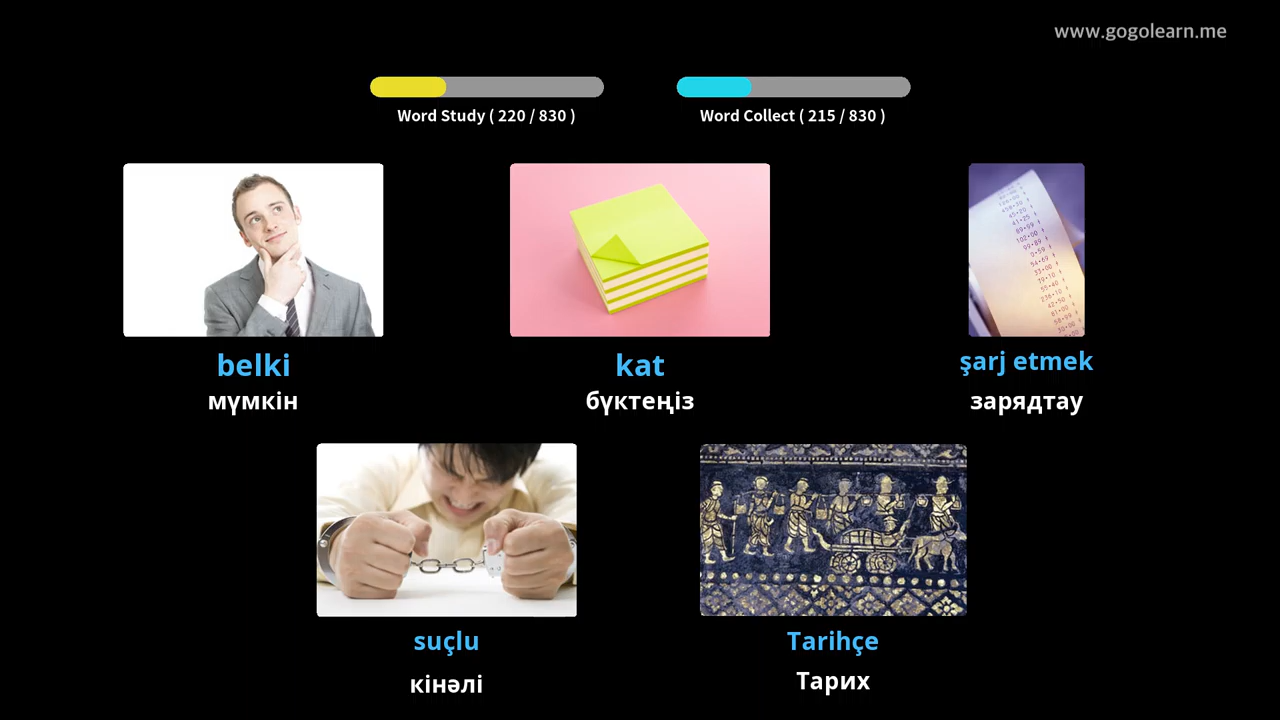 www.gogolearn.me
Word Study ( 220 / 830 )
Word Collect ( 215 / 830 )
belki
мүмкін
kat
бүктеңіз
şarj etmek
зарядтау
suçlu
кінәлі
Tarihçe
Тарих